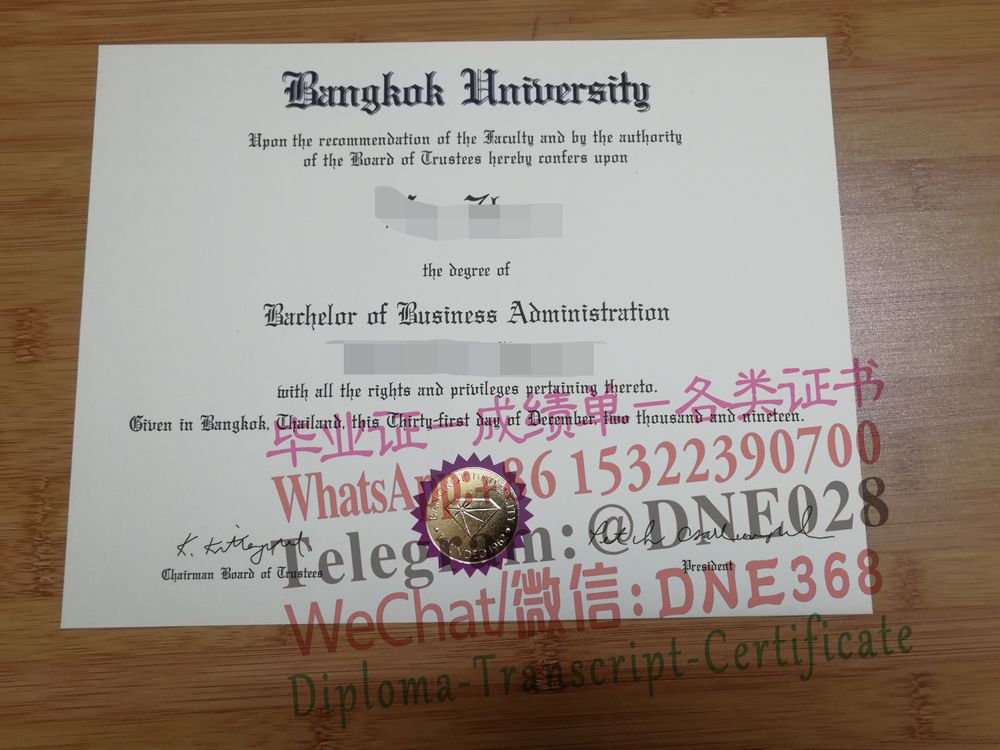 Bangkok University
Upon the recommendation of the Faculty and by the authority
of the Board of Trustees hereby confers upon
the degree of
Bachelor of Business Administration
with all the rights and privileges pertaining thereto.
Given in Bangkok, Thailand, this Thirty-first day of December, two thousand and nineteen.
毕业证－成绩单－各类证书
WhatsApp:+86 15322390700
Telegram:@DNE028
Chairman Board of Trustees
President
WeChat/微信:DNE368
Diploma-Transcript-Certificate